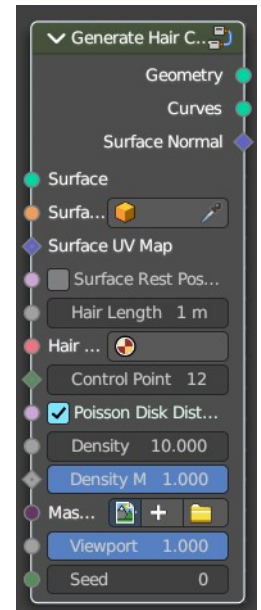 Generate Hair C...
Geometry
Curves
Surface Normal
Surface
Surfa...
Surface UV Map
Surface Rest Pos...
Hair Length 1 m
Hair ...
Control Point 12
Poisson Disk Dist...
Density 10.000
Density M 1.000
Mas...
Viewport 1.000
Seed 0